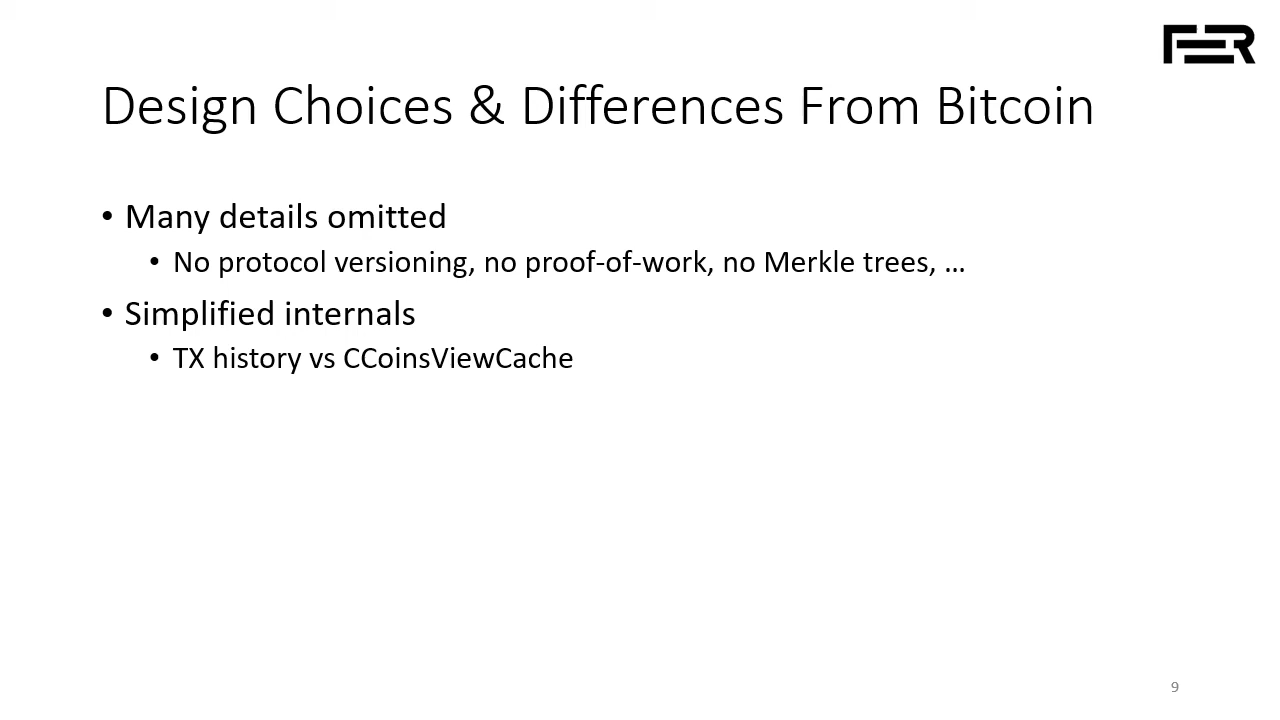 FER
Design Choices & Differences From Bitcoin
• Many details omitted
• No protocol versioning, no proof-of-work, no Merkle trees, …
• Simplified internals
• TX history vs CCoinsViewCache
9